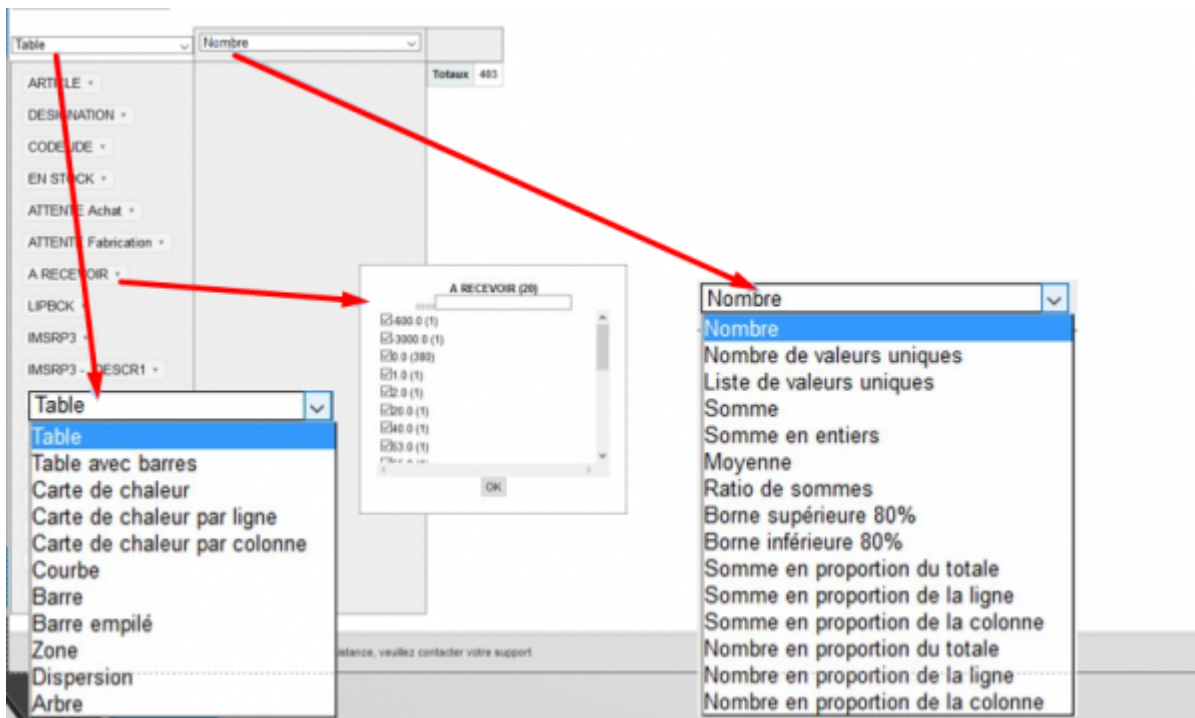 Table
Nombre
Totaux 403
ARTICLE
DESIGNATION
CODEUDE
EN STOCK
ATTENTE Achat
ATTENTE Fabrication
A RECEVOIR
LIPBCK
IMSRP3
IMSRP3 - DESCR1
A RECEVOIR (20)
-600.0 (1)
-3000.0 (1)
0.0 (380)
1.0 (1)
2.0 (1)
20.0 (1)
40.0 (1)
53.0 (1)
OK
Table
Table
Table avec barres
Carte de chaleur
Carte de chaleur par ligne
Carte de chaleur par colonne
Courbe
Barre
Barre empilé
Zone
Dispersion
Arbre
Nombre
Nombre
Nombre de valeurs uniques
Liste de valeurs uniques
Somme
Somme en entiers
Moyenne
Ratio de sommes
Borne supérieure 80%
Borne inférieure 80%
Somme en proportion du totale
Somme en proportion de la ligne
Somme en proportion de la colonne
Nombre en proportion du totale
Nombre en proportion de la ligne
Nombre en proportion de la colonne
istance, veuillez contacter votre support